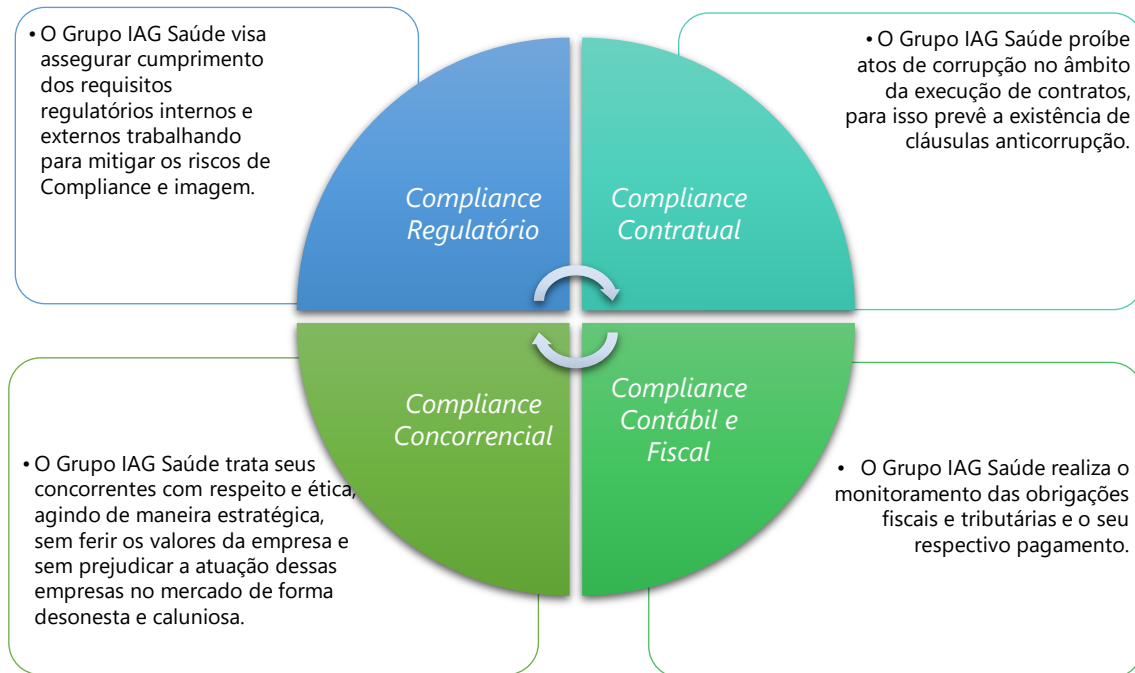 • O Grupo IAG Saúde visa
assegurar cumprimento
dos requisitos
regulatórios internos e
externos trabalhando
para mitigar os riscos de
Compliance e imagem.
• O Grupo IAG Saúde proíbe
atos de corrupção no âmbito
da execução de contratos,
para isso prevê a existência de
cláusulas anticorrupção.
Compliance
Regulatório
Compliance
Contratual
Compliance
Concorrencial
Compliance
Contábil e
Fiscal
• O Grupo IAG Saúde trata seus
concorrentes com respeito e ética,
agindo de maneira estratégica,
sem ferir os valores da empresa e
sem prejudicar a atuação dessas
empresas no mercado de forma
desonesta e caluniosa.
• O Grupo IAG Saúde realiza o
monitoramento das obrigações
fiscais e tributárias e o seu
respectivo pagamento.